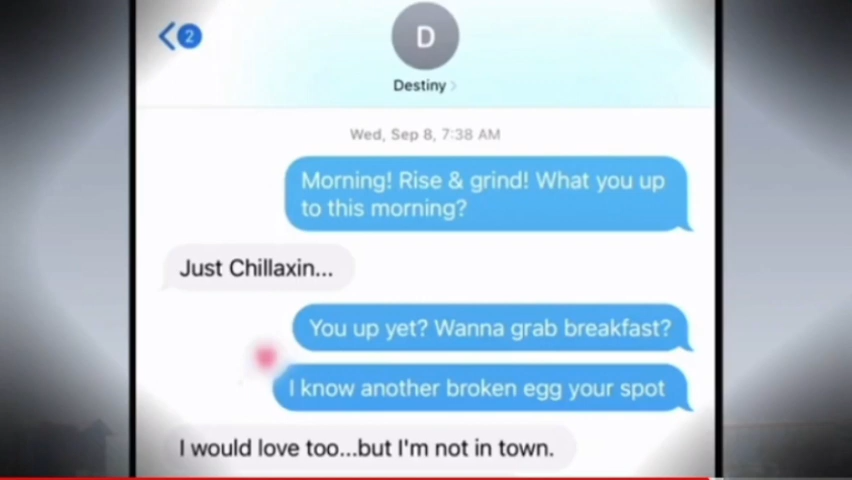 2
D
Destiny
Wed, Sep 8, 7:38 AM
Morning! Rise & grind! What you up
to this morning?
Just Chillaxin...
You up yet? Wanna grab breakfast?
I know another broken egg your spot
I would love too...but I'm not in town.